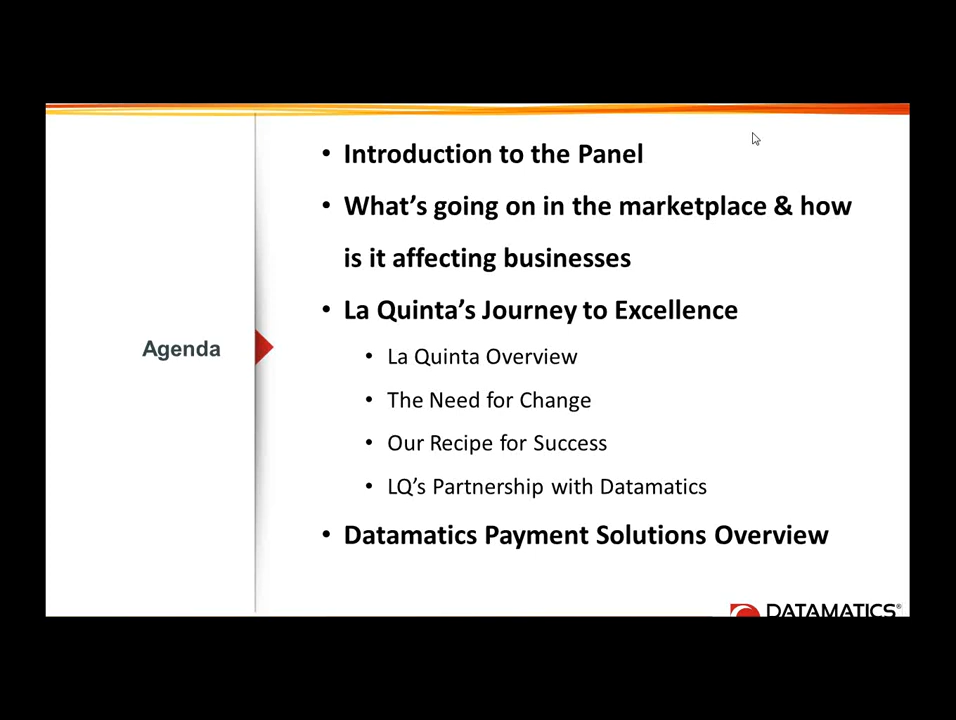 Agenda
• Introduction to the Panel
• What’s going on in the marketplace & how
is it affecting businesses
• La Quinta’s Journey to Excellence
• La Quinta Overview
• The Need for Change
• Our Recipe for Success
• LQ’s Partnership with Datamatics
• Datamatics Payment Solutions Overview
DATAMATICS®